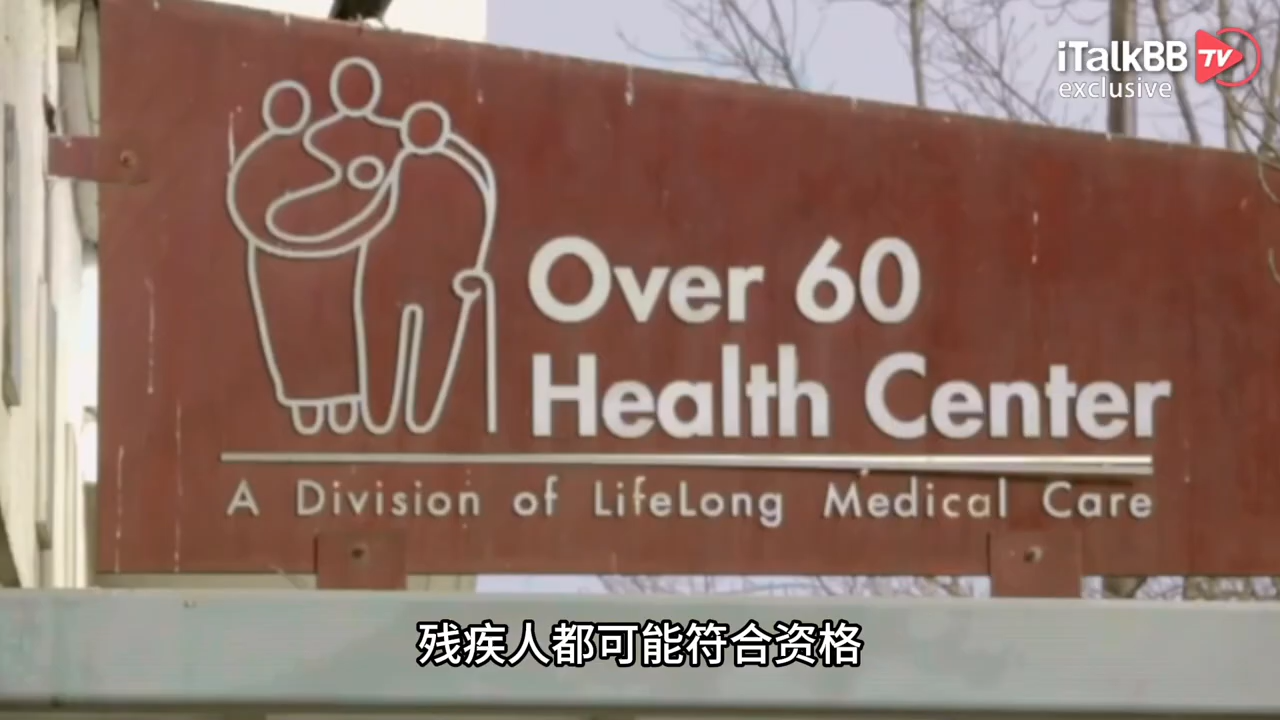 iTalkBB TV
exclusive
Over 60
Health Center
A Division of LifeLong Medical Care
残疾人都可能符合资格